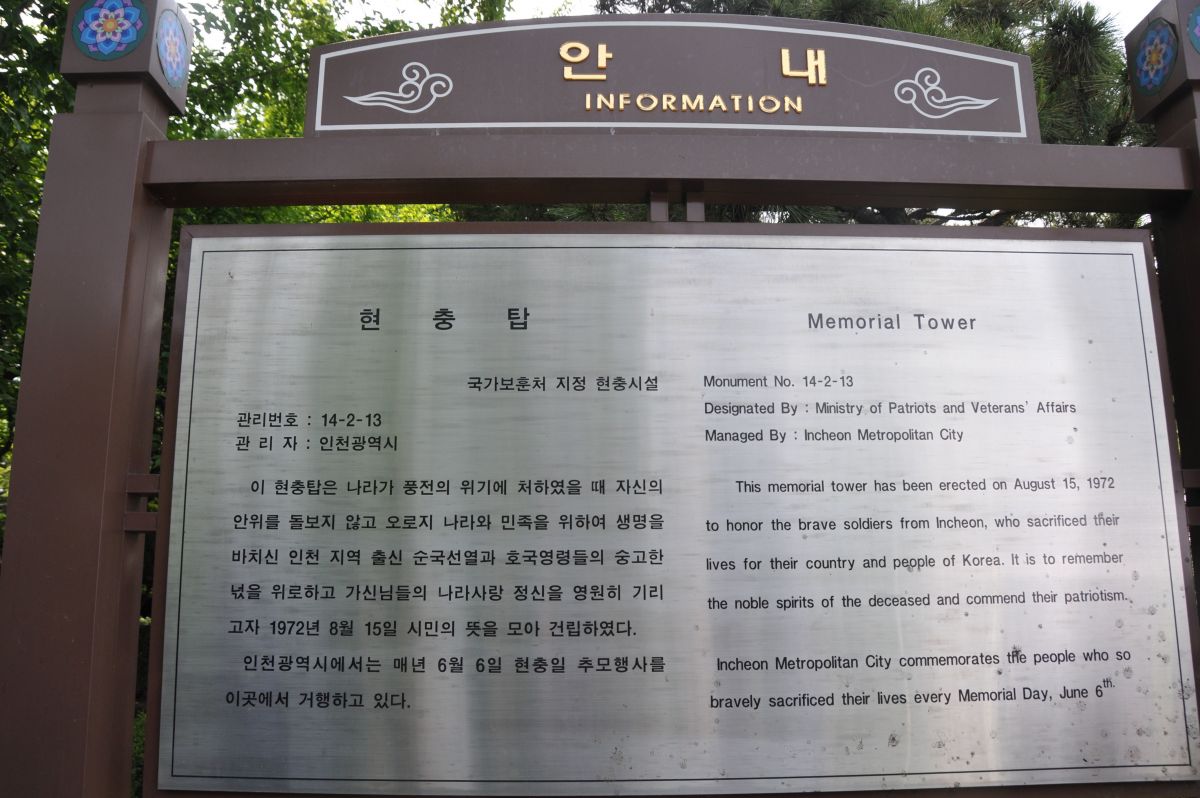 안 내
INFORMATION
현 충 탑
국가보훈처 지정 현충시설
관리번호 : 14-2-13
관 리 자 : 인천광역시
이 현충탑은 나라가 풍전의 위기에 처하였을 때 자신의
안위를 돌보지 않고 오로지 나라와 민족을 위하여 생명을
바치신 인천 지역 출신 순국선열과 호국영령들의 숭고한
넋을 위로하고 가신님들의 나라사랑 정신을 영원히 기리
고자 1972년 8월 15일 시민의 뜻을 모아 건립하였다.
인천광역시에서는 매년 6월 6일 현충일 추모행사를
이곳에서 거행하고 있다.
Memorial Tower
Monument No. 14-2-13
Designated By : Ministry of Patriots and Veterans' Affairs
Managed By : Incheon Metropolitan City
This memorial tower has been erected on August 15, 1972
to honor the brave soldiers from Incheon, who sacrificed their
lives for their country and people of Korea. It is to remember
the noble spirits of the deceased and commend their patriotism.
Incheon Metropolitan City commemorates the people who so
bravely sacrificed their lives every Memorial Day, June 6th.